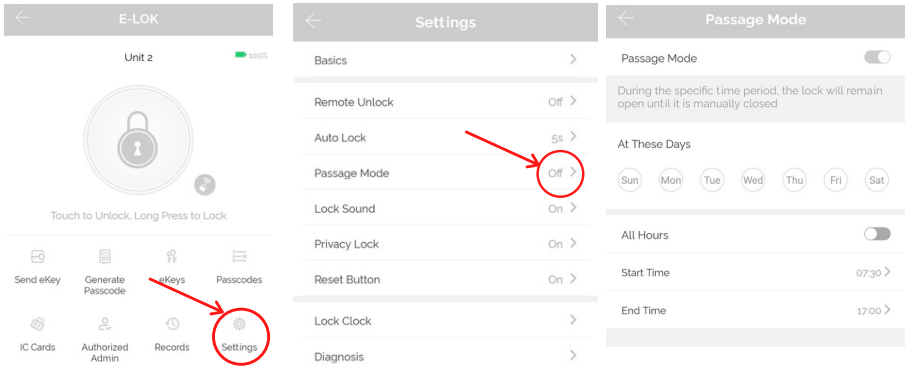 E-LOK
Unit 2
100%
Touch to Unlock, Long Press to Lock
Send eKey
Generate
Passcode
eKeys
Passcodes
IC Cards
Authorized
Admin
Records
Settings
Settings
Basics
Remote Unlock Off
Auto Lock 5s
Passage Mode Off
Lock Sound On
Privacy Lock On
Reset Button On
Lock Clock
Diagnosis
Passage Mode
Passage Mode
During the specific time period, the lock will remain
open until it is manually closed
At These Days
Sun Mon Tue Wed Thu Fri Sat
All Hours
Start Time 07:30
End Time 17:00